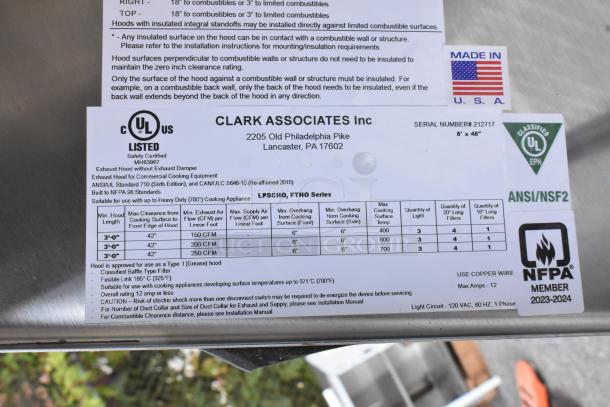 RIGHT - 18" to combustibles or 3" to limited combustibles
TOP - 18" to combustibles or 3" to limited combustibles
Hoods with insulated integral standoffs may be installed directly against limited combustible surfaces.
* - Any insulated surface on the hood can be in contact with a combustible wall or structure.
Please refer to the installation instructions for mounting/insulation requirements
Hood surfaces perpendicular to combustible walls or structure do not need to be insulated to
maintain the zero inch clearance rating.
Only the surface of the hood against a combustible wall or structure must be insulated. For
example, on a combustible back wall, only the back of the hood needs to be insulated, even if the
back wall extends beyond the back of the hood in any direction.
MADE IN
U. S. A.
C UL US
LISTED
Safety Certified
MH63967
CLARK ASSOCIATES Inc
2205 Old Philadelphia Pike
Lancaster, PA 17602
SERIAL NUMBER# 212717
8' x 48"
CLASSIFIED
UL
EPH
ANSI/NSF2
Exhaust Hood without Exhaust Damper
Exhaust Hood for Commercial Cooking Equipment
ANSI/UL Standard 710 (Sixth Edition), and CAN/ULC S646-10 (Re-affirmed 2016)
Built to NFPA 96 Standards
Suitable for use with up to Heavy Duty (700°) Cooking Appliance LPSCHO, FTHO Series
Min. Hood Length Max Clearance from Cooking Surface to Front Edge of Hood Min. Exhaust Air Flow (CFM) per Linear Foot Max. Supply Air Flow (CFM) per Linear Foot Min. Overhang from Cooking Surface (Front) Min. Overhang from Cooking Surface (Side) Max Cooking Surface Temp Quantity of Light Quantity of 20" Long Filters Quantity of 16" Long Filters
3'-0" 42" 150 CFM 6" 6" 400 3 4 1
3'-0" 42" 200 CFM 6" 6" 600 3 4 1
3'-0" 42" 250 CFM 6" 6" 700 3 4 1
Hood is approved for use as a Type I (Grease) hood
- Classified Baffle Type Filter
- Fusible Link 165° C (325°F)
- Suitable for use with cooking appliances developing surface temperatures up to 371°C (700°F)
- Overall rating 12 amp or less
- CAUTION – Risk of electric shock more than one disconnect switch may be required to de-energize the device before servicing
- For Number of Duct Collar and Size of Duct Collar for Exhaust and Supply, please see Installation Manual
- For Combustible Clearance distance, please see Installation Manual
USE COPPER WIRE
Max Amps - 12
Light Circuit - 120 VAC, 60 HZ, 1 Phase
NFPA
MEMBER
2023-2024